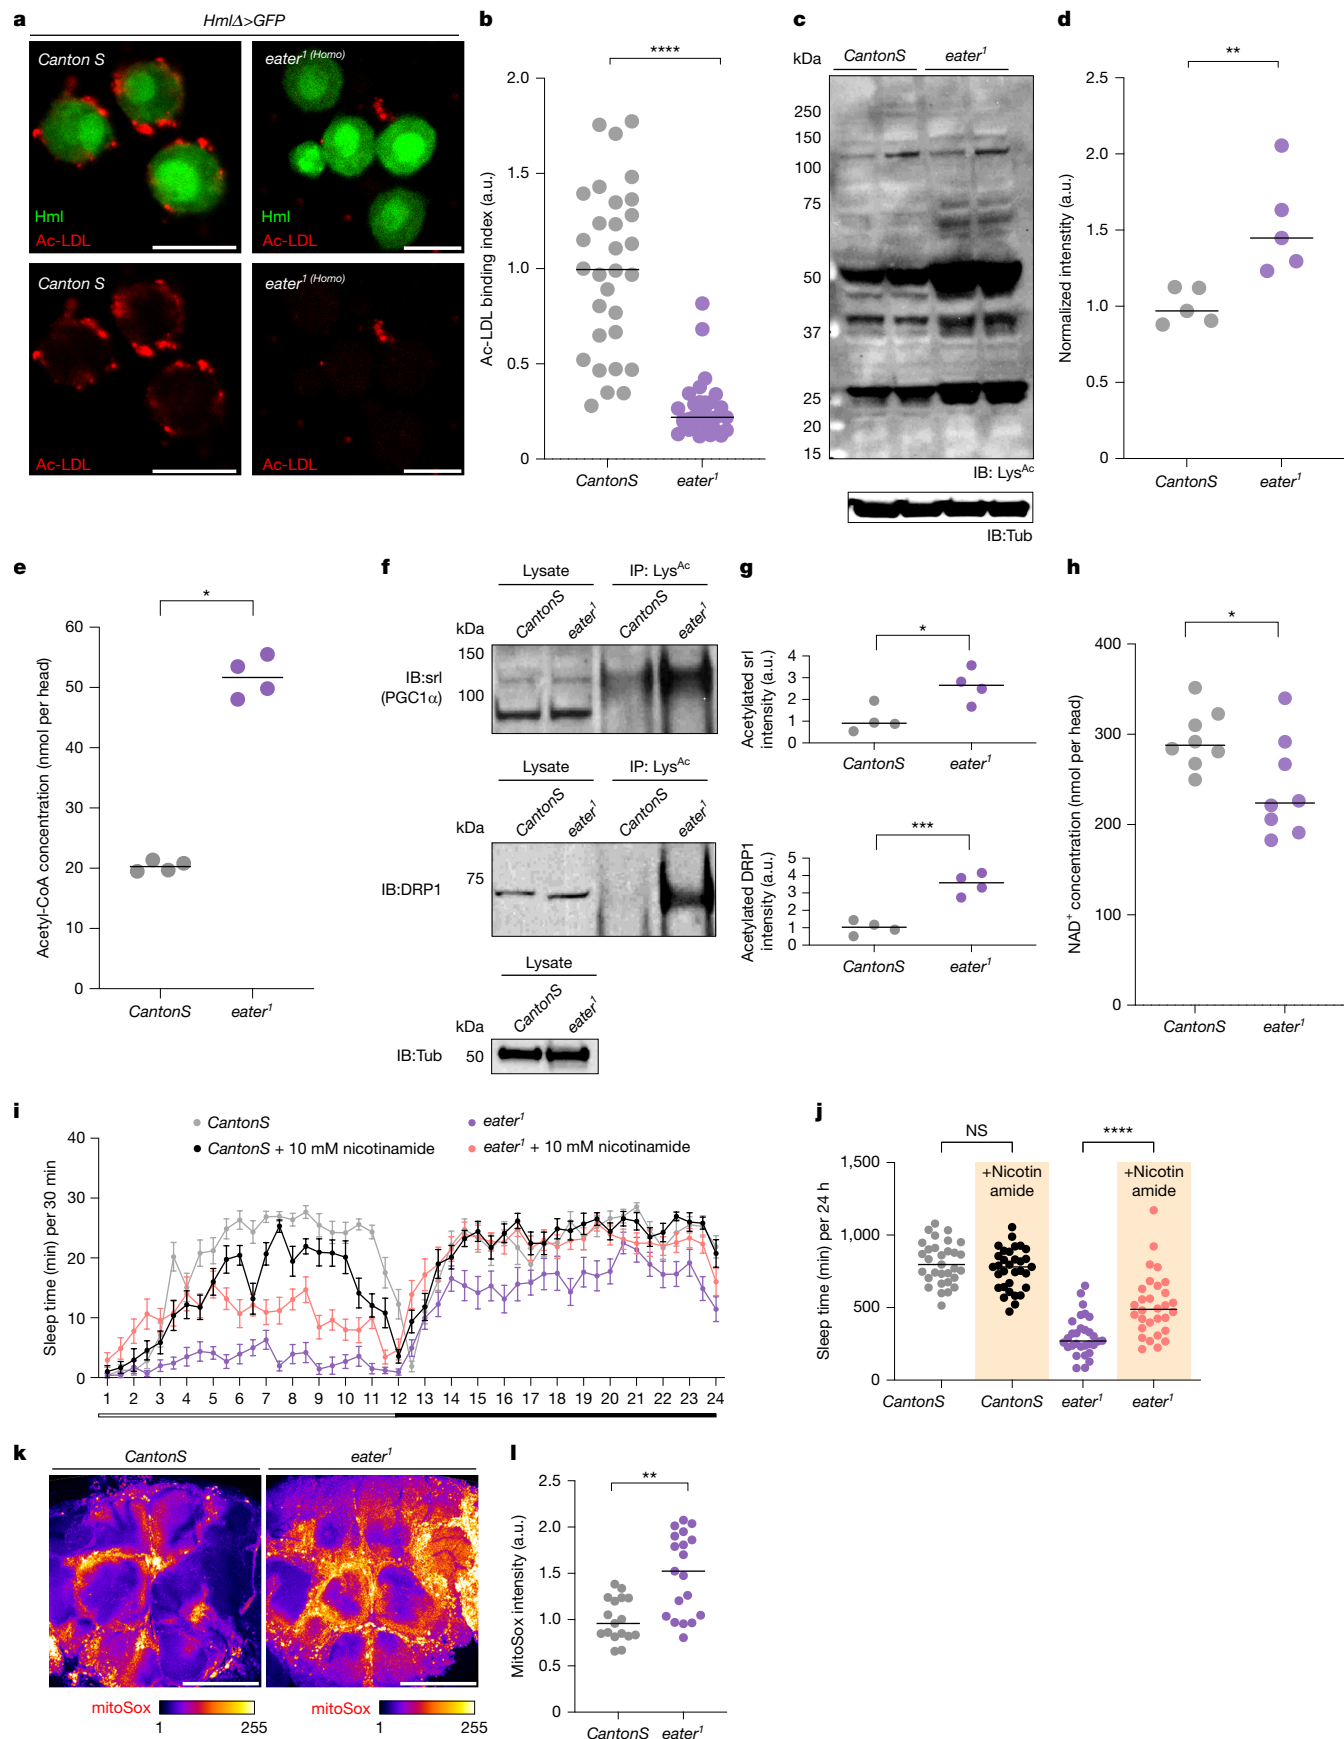 a
HmlΔ>GFP
Canton S
Hml
Ac-LDL
eater1 (Homo)
Hml
Ac-LDL
Canton S
Ac-LDL
eater1 (Homo)
Ac-LDL
b
****
Ac-LDL binding index (a.u.)
2.0
1.5
1.0
0.5
0
CantonS
eater1
c
kDa
CantonS
eater1
250
150
100
75
50
37
25
20
15
IB: LysAc
IB:Tub
d
**
Normalized intenstity (a.u.)
2.5
2.0
1.5
1.0
0.5
0
CantonS
eater1
e
*
Acetyl-CoA concentration (nmol per head)
60
50
40
30
20
10
0
CantonS
eater1
f
Lysate
IP: LysAc
CantonS
eater1
CantonS
eater1
kDa
150
100
IB:srl
(PGC1α)
Lysate
IP: LysAc
CantonS
eater1
CantonS
eater1
kDa
75
IB:DRP1
Lysate
CantonS
eater1
kDa
IB:Tub
50
g
*
Acetylated srl
intensity (a.u.)
4
3
2
1
0
CantonS
eater1
***
Acetylated DRP1
intensity (a.u.)
5
4
3
2
1
0
CantonS
eater1
h
*
NAD+ concentration (nmol per head)
400
300
200
100
0
CantonS
eater1
i
CantonS
CantonS + 10 mM nicotinamide
eater1
eater1 + 10 mM nicotinamide
Sleep time (min) per 30 min
40
30
20
10
0
1 2 3 4 5 6 7 8 9 10 11 12 13 14 15 16 17 18 19 20 21 22 23 24
j
NS
****
+Nicotin
amide
+Nicotin
amide
Sleep time (min) per 24 h
1,500
1,000
500
0
CantonS
CantonS
eater1
eater1
k
CantonS
eater1
mitoSox
1
255
mitoSox
1
255
l
**
MitoSox intensity (a.u.)
2.5
2.0
1.5
1.0
0.5
0
CantonS
eater1